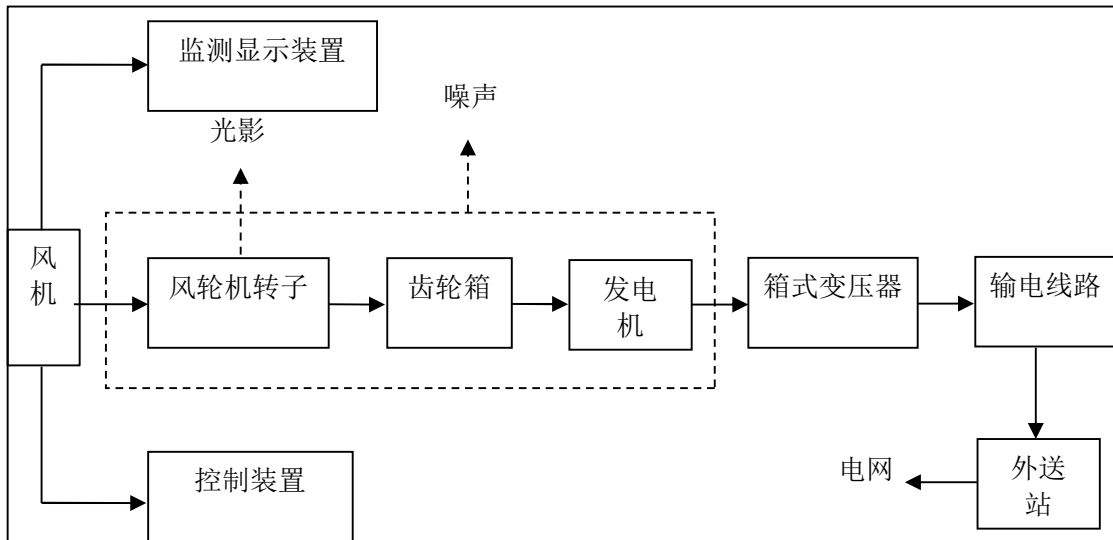 监测显示装置
噪声
光影
风
机
风轮机转子
齿轮箱
发电
机
箱式变压器
输电线路
控制装置
电网
外送
站